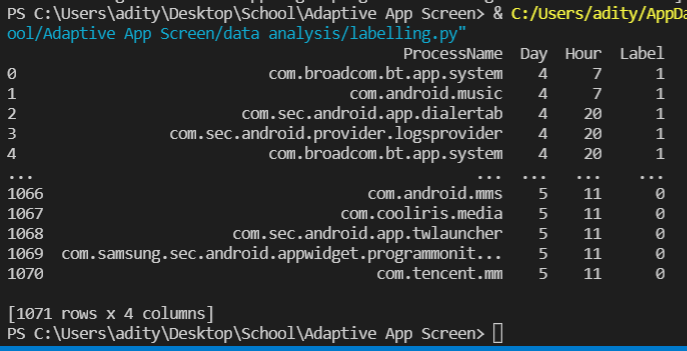 PS C:\Users\adity\Desktop\School\Adaptive App Screen> & C:/Users/adity/AppDa
ool/Adaptive App Screen/data analysis/labelling.py"
ProcessName Day Hour Label
0 com.broadcom.bt.app.system 4 7 1
1 com.android.music 4 7 1
2 com.sec.android.app.dialertab 4 20 1
3 com.sec.android.provider.logsprovider 4 20 1
4 com.broadcom.bt.app.system 4 20 1
... ... ... ... ...
1066 com.android.mms 5 11 0
1067 com.cooliris.media 5 11 0
1068 com.sec.android.app.twlauncher 5 11 0
1069 com.samsung.sec.android.appwidget.programmonit... 5 11 0
1070 com.tencent.mm 5 11 0
[1071 rows x 4 columns]
PS C:\Users\adity\Desktop\School\Adaptive App Screen>